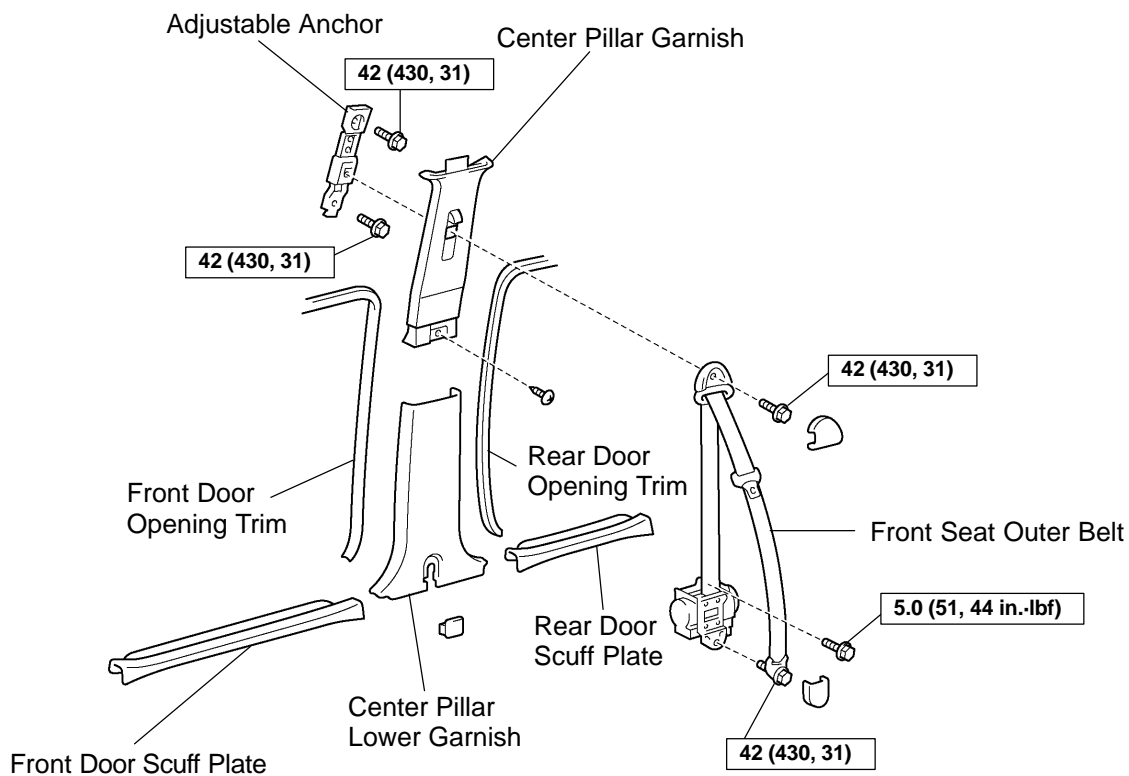 Adjustable Anchor
Center Pillar Garnish
42 (430, 31)
42 (430, 31)
42 (430, 31)
Front Door
Opening Trim
Rear Door
Opening Trim
Front Seat Outer Belt
5.0 (51, 44 in.-lbf)
Rear Door
Scuff Plate
Center Pillar
Lower Garnish
42 (430, 31)
Front Door Scuff Plate